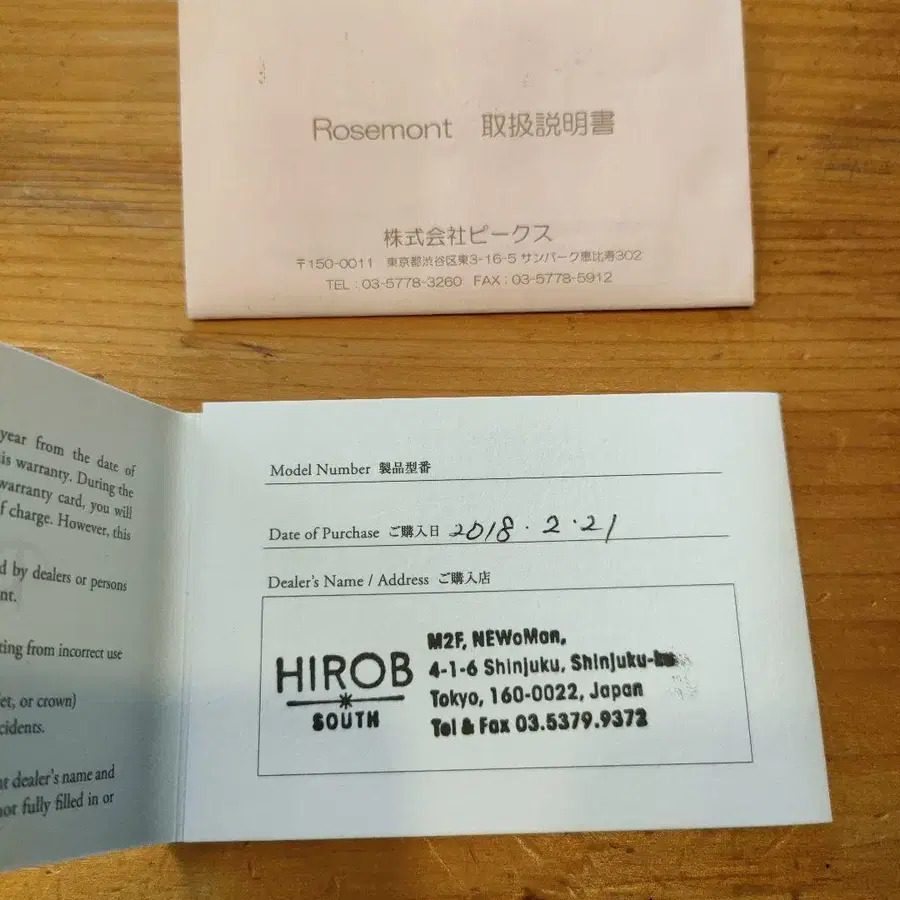 Rosemont 取扱説明書
株式会社ピークス
〒150-0011 東京都渋谷区東3-16-5 サンパーク恵比寿302
TEL : 03-5778-3260 FAX : 03-5778-5912
year from the date of
is warranty. During the
warranty card, you will
f charge. However, this
d by dealers or persons
nt.
ting from incorrect use
et, or crown)
cidents.
nt dealer's name and
not fully filled in or
Model Number 製品型番
Date of Purchase ご購入日 2018・2・21
Dealer's Name / Address ご購入店
HIROB
SOUTH
M2F, NEWoMan,
4-1-6 Shinjuku, Shinjuku-ku
Tokyo, 160-0022, Japan
Tel & Fax 03.5379.9372